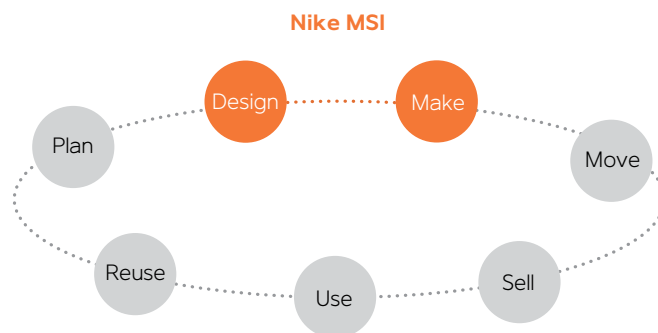 Nike MSI
Design
Make
Plan
Move
Reuse
Use
Sell